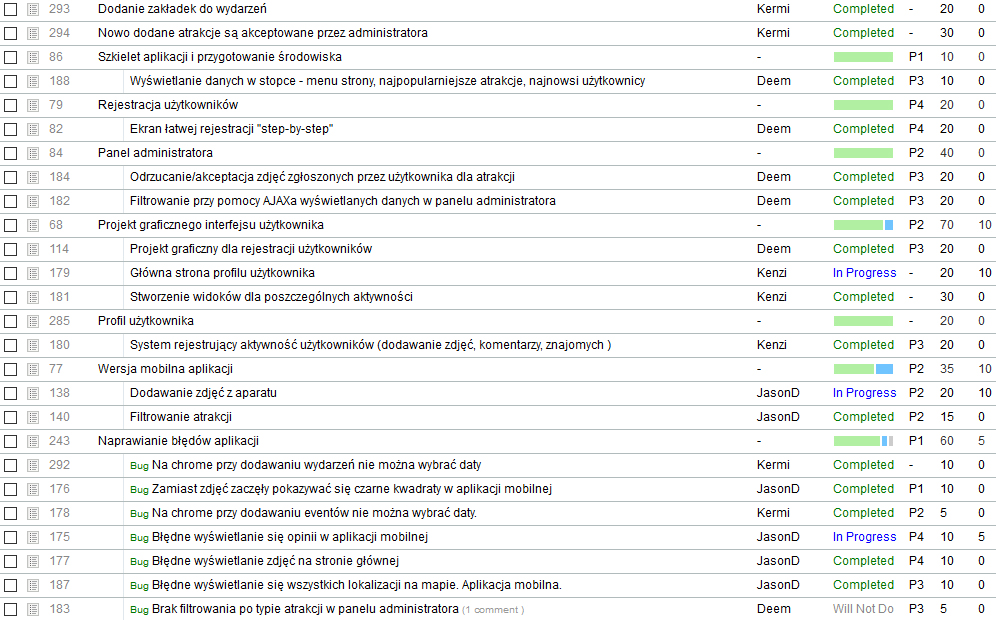 293 Dodanie zakładek do wydarzeń Kermi Completed - 20 0
294 Nowo dodane atrakcje są akceptowane przez administratora Kermi Completed - 30 0
86 Szkielet aplikacji i przygotowanie środowiska - P1 10 0
188 Wyświetlanie danych w stopce - menu strony, najpopularniejsze atrakcje, najnowsi użytkownicy Deem Completed P3 10 0
79 Rejestracja użytkowników - P4 20 0
82 Ekran łatwej rejestracji "step-by-step" Deem Completed P4 20 0
84 Panel administratora - P2 40 0
184 Odrzucanie/akceptacja zdjęć zgłoszonych przez użytkownika dla atrakcji Deem Completed P3 20 0
182 Filtrowanie przy pomocy AJAXa wyświetlanych danych w panelu administratora Deem Completed P3 20 0
68 Projekt graficznego interfejsu użytkownika - P2 70 10
114 Projekt graficzny dla rejestracji użytkowników Deem Completed P3 20 0
179 Główna strona profilu użytkownika Kenzi In Progress - 20 10
181 Stworzenie widoków dla poszczególnych aktywności Kenzi Completed - 30 0
285 Profil użytkownika - - 20 0
180 System rejestrujący aktywność użytkowników (dodawanie zdjęć, komentarzy, znajomych ) Kenzi Completed P3 20 0
77 Wersja mobilna aplikacji - P2 35 10
138 Dodawanie zdjęć z aparatu JasonD In Progress P2 20 10
140 Filtrowanie atrakcji JasonD Completed P2 15 0
243 Naprawianie błędów aplikacji - P1 60 5
292 Bug Na chrome przy dodawaniu wydarzeń nie można wybrać daty Kermi Completed - 10 0
176 Bug Zamiast zdjęć zaczęły pokazywać się czarne kwadraty w aplikacji mobilnej JasonD Completed P1 10 0
178 Bug Na chrome przy dodawaniu eventów nie można wybrać daty. Kermi Completed P2 5 0
175 Bug Błędne wyświetlanie się opinii w aplikacji mobilnej JasonD In Progress P4 10 5
177 Bug Błędne wyświetlanie zdjęć na stronie głównej JasonD Completed P4 10 0
187 Bug Błędne wyświetlanie się wszystkich lokalizacji na mapie. Aplikacja mobilna. JasonD Completed P3 10 0
183 Bug Brak filtrowania po typie atrakcji w panelu administratora (1 comment ) Deem Will Not Do P3 5 0